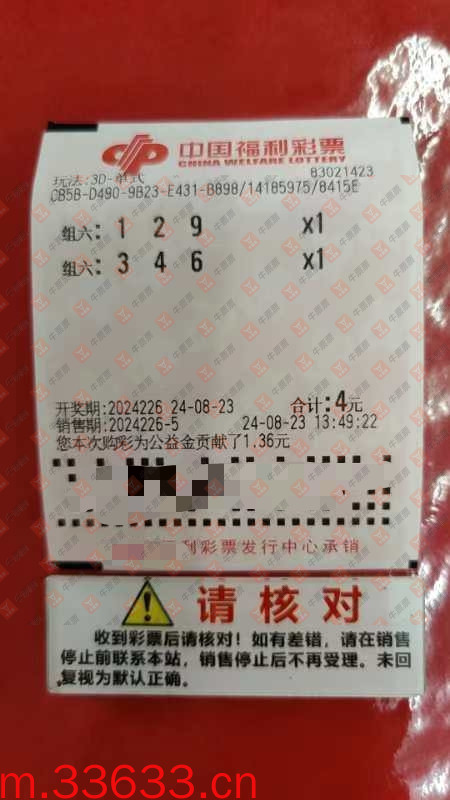 中国福利彩票
CHINA WELFARE LOTTERY
玩法:3D-单式 83021423
CB5B-D490-9B23-E431-B898/14185975/8415E
组六: 1 2 9 x1
组六: 3 4 6 x1
开奖期:2024226 24-08-23 合计:4元
销售期:2024226-5 24-08-23 13:49:22
您本次购彩为公益金贡献了1.36元
利彩票发行中心承销
请核对
收到彩票后请核对!如有差错,请在销售
停止前联系本站,销售停止后不再受理。未回
复视为默认正确。
m.33633.cn